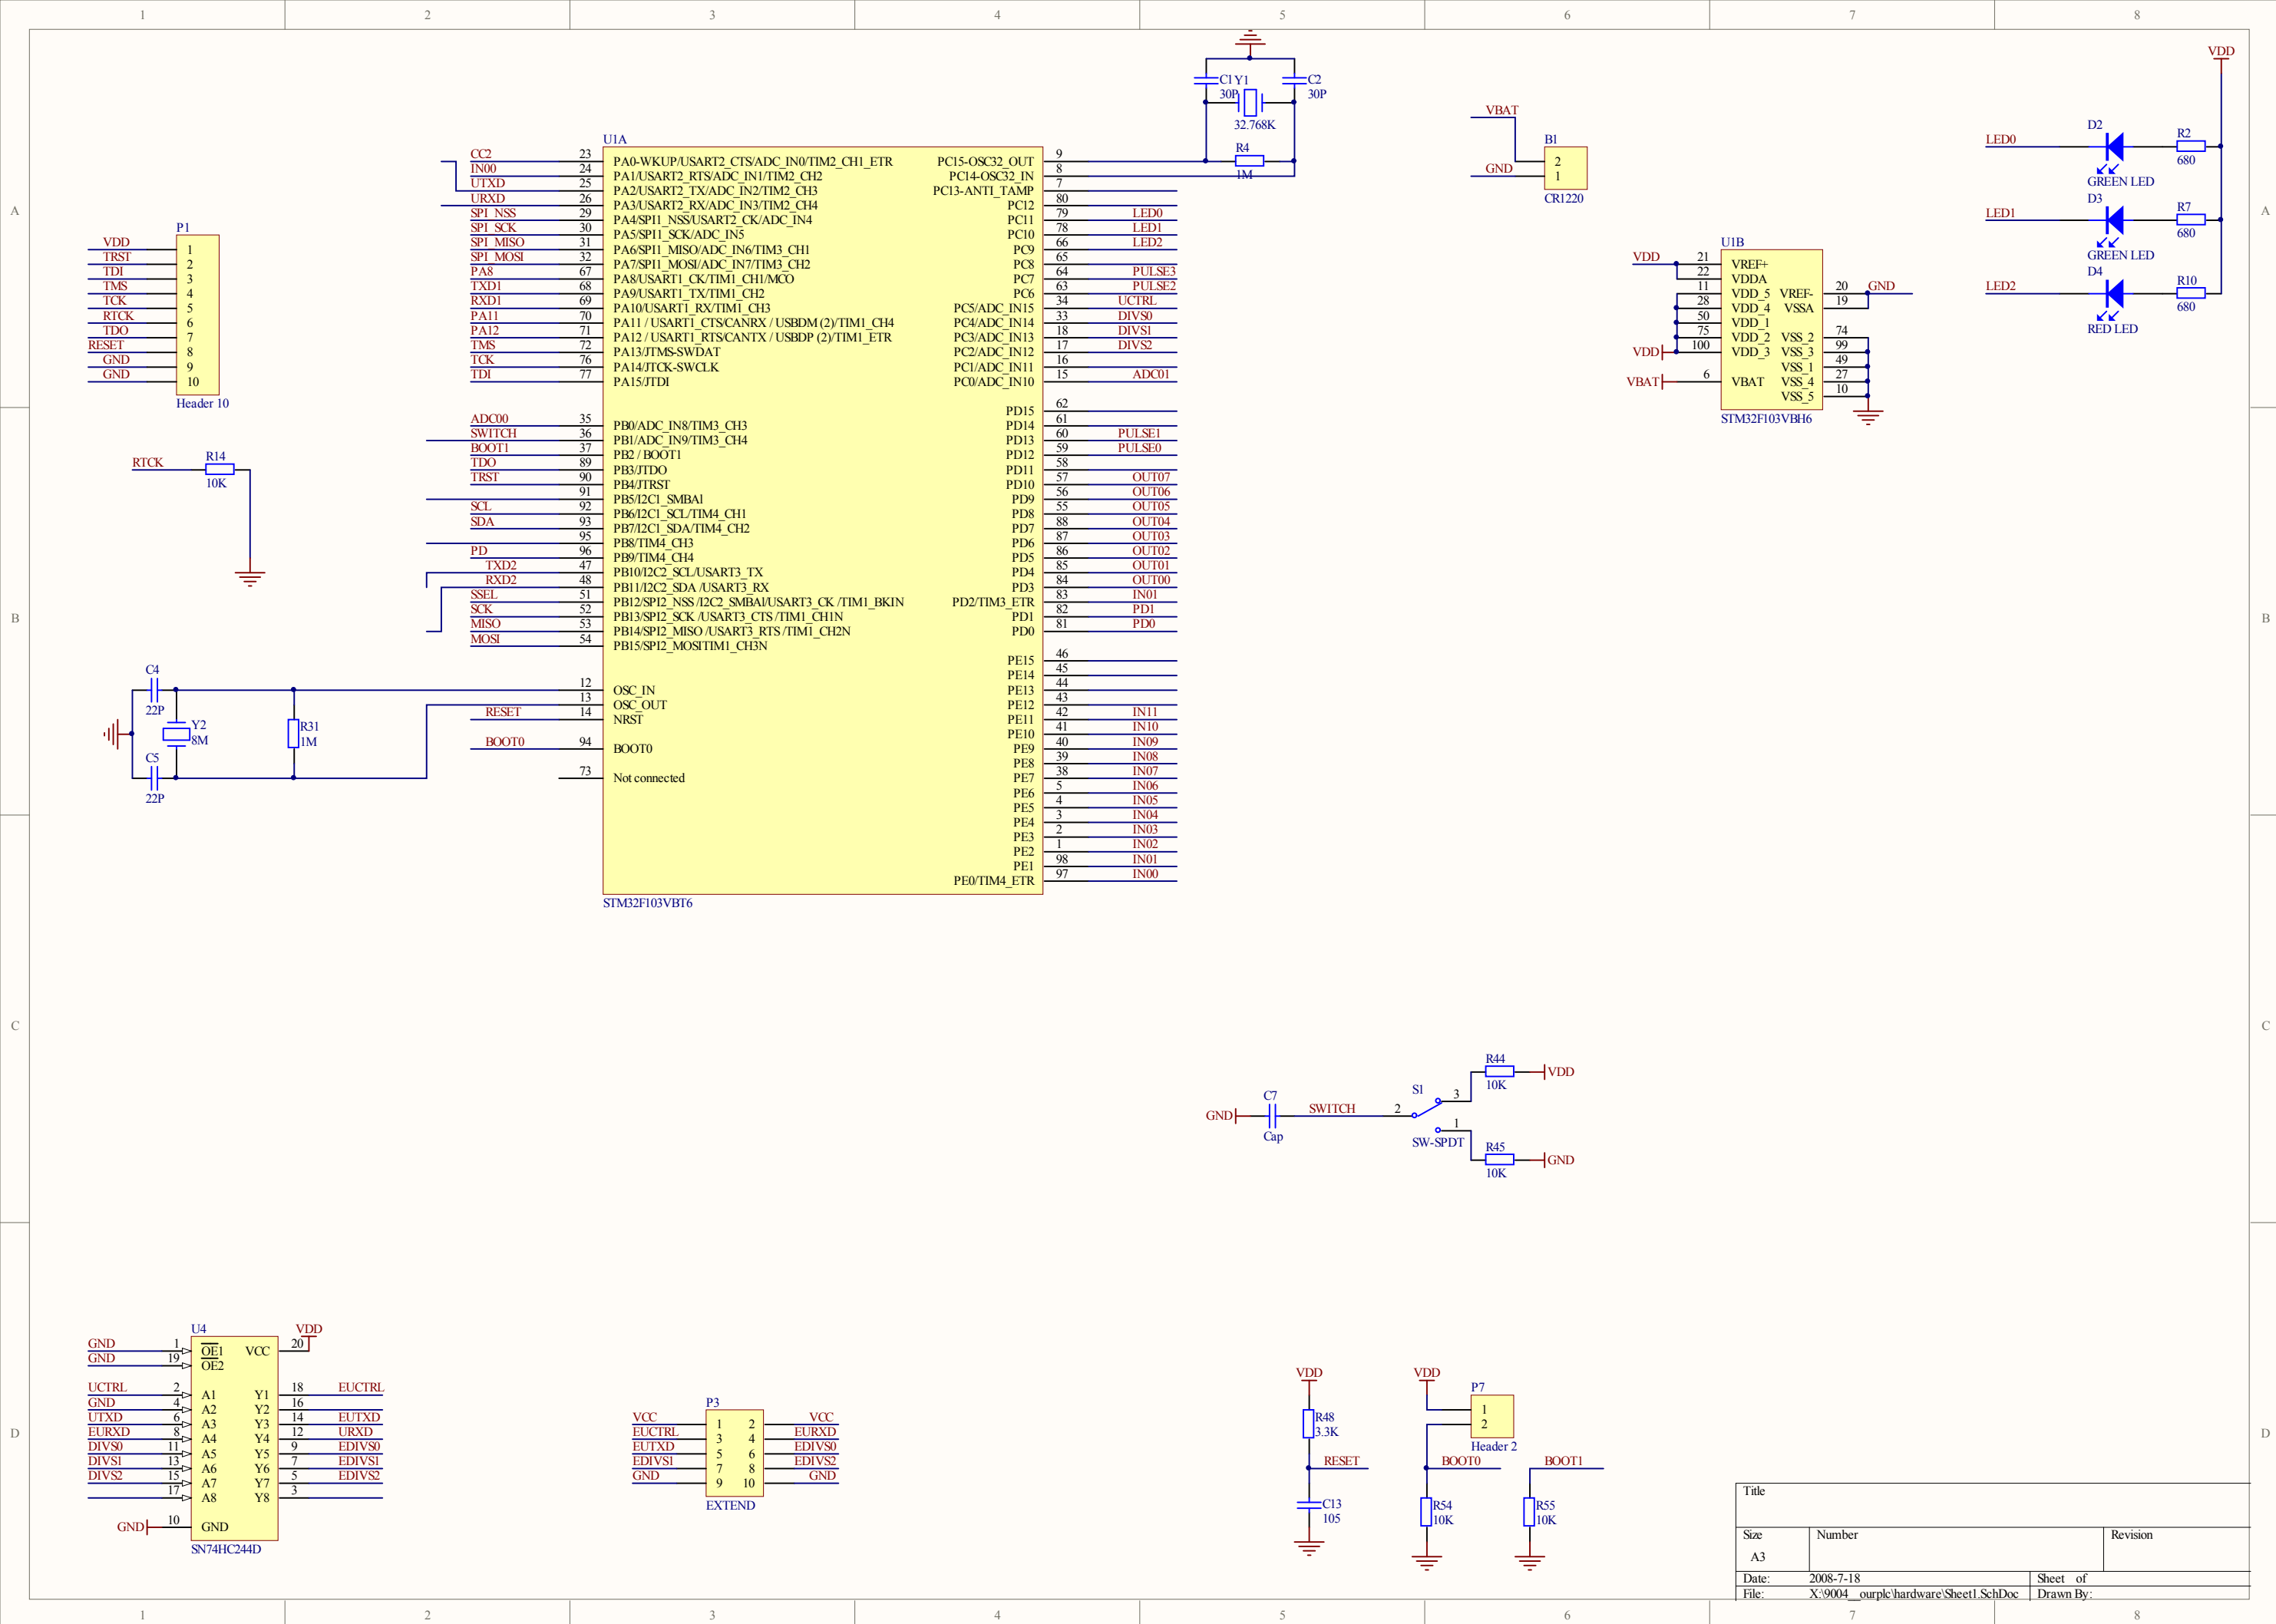 1 2 3 4 5 6 7 8
A
B
C
D
A
B
C
D
1 2 3 4 5 6 7 8
P1
VDD 1
TRST 2
TDI 3
TMS 4
TCK 5
RTCK 6
TDO 7
RESET 8
GND 9
GND 10
Header 10
RTCK R14
10K
C4
22P
Y2
8M
C5
22P
R31
1M
U1A
CC2 23 PA0-WKUP/USART2_CTS/ADC_IN0/TIM2_CH1_ETR
IN00 24 PA1/USART2_RTS/ADC_IN1/TIM2_CH2
UTXD 25 PA2/USART2_TX/ADC_IN2/TIM2_CH3
URXD 26 PA3/USART2_RX/ADC_IN3/TIM2_CH4
SPI_NSS 29 PA4/SPI1_NSS/USART2_CK/ADC_IN4
SPI_SCK 30 PA5/SPI1_SCK/ADC_IN5
SPI_MISO 31 PA6/SPI1_MISO/ADC_IN6/TIM3_CH1
SPI_MOSI 32 PA7/SPI1_MOSI/ADC_IN7/TIM3_CH2
PA8 67 PA8/USART1_CK/TIM1_CH1/MCO
TXD1 68 PA9/USART1_TX/TIM1_CH2
RXD1 69 PA10/USART1_RX/TIM1_CH3
PA11 70 PA11 / USART1_CTS/CANRX / USBDM (2)/TIM1_CH4
PA12 71 PA12 / USART1_RTS/CANTX / USBDP (2)/TIM1_ETR
TMS 72 PA13/JTMS-SWDAT
TCK 76 PA14/JTCK-SWCLK
TDI 77 PA15/JTDI
ADC00 35 PB0/ADC_IN8/TIM3_CH3
SWITCH 36 PB1/ADC_IN9/TIM3_CH4
BOOT1 37 PB2 / BOOT1
TDO 89 PB3/JTDO
TRST 90 PB4/JTRST
91 PB5/I2C1_SMBAI
SCL 92 PB6/I2C1_SCL/TIM4_CH1
SDA 93 PB7/I2C1_SDA/TIM4_CH2
95 PB8/TIM4_CH3
PD 96 PB9/TIM4_CH4
TXD2 47 PB10/I2C2_SCL/USART3_TX
RXD2 48 PB11/I2C2_SDA /USART3_RX
SSEL 51 PB12/SPI2_NSS /I2C2_SMBAI/USART3_CK /TIM1_BKIN
SCK 52 PB13/SPI2_SCK /USART3_CTS /TIM1_CH1N
MISO 53 PB14/SPI2_MISO /USART3_RTS /TIM1_CH2N
MOSI 54 PB15/SPI2_MOSITIM1_CH3N
12 OSC_IN
13 OSC_OUT
RESET 14 NRST
BOOT0 94 BOOT0
73 Not connected
PC15-OSC32_OUT 9
PC14-OSC32_IN 8
PC13-ANTI_TAMP 7
PC12 80
PC11 79 LED0
PC10 78 LED1
PC9 66 LED2
PC8 65
PC7 64 PULSE3
PC6 63 PULSE2
PC5/ADC_IN15 34 UCTRL
PC4/ADC_IN14 33 DIVS0
PC3/ADC_IN13 18 DIVS1
PC2/ADC_IN12 17 DIVS2
PC1/ADC_IN11 16
PC0/ADC_IN10 15 ADC01
PD15 62
PD14 61
PD13 60 PULSE1
PD12 59 PULSE0
PD11 58
PD10 57 OUT07
PD9 56 OUT06
PD8 55 OUT05
PD7 88 OUT04
PD6 87 OUT03
PD5 86 OUT02
PD4 85 OUT01
PD3 84 OUT00
PD2/TIM3_ETR 83 IN01
PD1 82 PD1
PD0 81 PD0
PE15 46
PE14 45
PE13 44
PE12 43
PE11 42 IN11
PE10 41 IN10
PE9 40 IN09
PE8 39 IN08
PE7 38 IN07
PE6 5 IN06
PE5 4 IN05
PE4 3 IN04
PE3 2 IN03
PE2 1 IN02
PE1 98 IN01
PE0/TIM4_ETR 97 IN00
STM32F103VBT6
C1
30P
Y1
32.768K
C2
30P
R4
1M
VBAT
GND
B1
2
1
CR1220
U1B
VDD 21 VREF+
22 VDDA
11 VDD_5
28 VDD_4
50 VDD_1
75 VDD_2
VDD 100 VDD_3
VBAT 6 VBAT
VREF- 20 GND
VSSA 19
VSS_2 74
VSS_3 99
VSS_1 49
VSS_4 27
VSS_5 10
STM32F103VBH6
VDD
LED0 D2 R2
GREEN LED 680
LED1 D3 R7
GREEN LED 680
LED2 D4 R10
RED LED 680
GND C7
Cap
SWITCH 2
S1
3
1
SW-SPDT
R44
10K
VDD
R45
10K
GND
U4
VDD
GND 1 OE1 VCC 20
GND 19 OE2
UCTRL 2 A1 Y1 18 EUCTRL
GND 4 A2 Y2 16
UTXD 6 A3 Y3 14 EUTXD
EURXD 8 A4 Y4 12 URXD
DIVS0 11 A5 Y5 9 EDIVS0
DIVS1 13 A6 Y6 7 EDIVS1
DIVS2 15 A7 Y7 5 EDIVS2
17 A8 Y8 3
GND 10 GND
SN74HC244D
P3
VCC 1 2 VCC
EUCTRL 3 4 EURXD
EUTXD 5 6 EDIVS0
EDIVS1 7 8 EDIVS2
GND 9 10 GND
EXTEND
VDD
R48
3.3K
RESET
C13
105
VDD
P7
1
2
Header 2
BOOT0
R54
10K
BOOT1
R55
10K
Title
Size Number Revision
A3
Date: 2008-7-18 Sheet of
File: X:\9004__ourplc\hardware\Sheet1.SchDoc Drawn By: